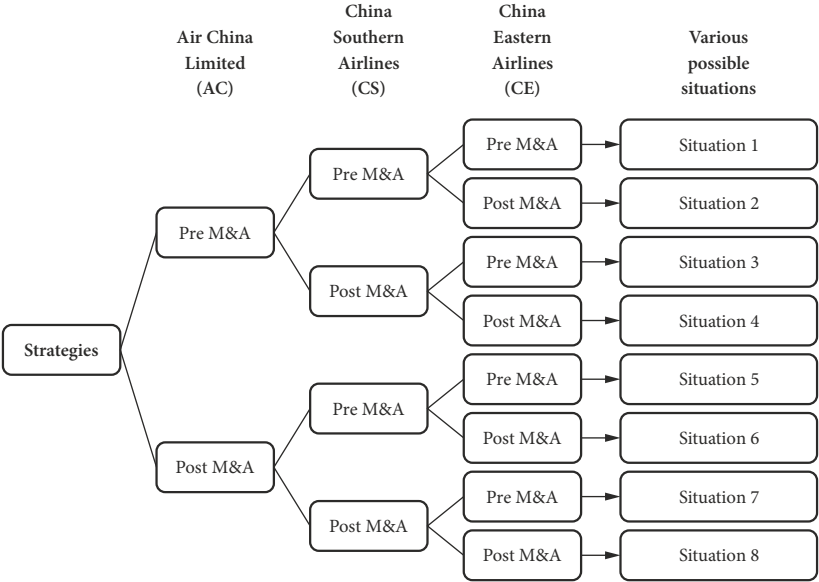 Air China
Limited
(AC)
China
Southern
Airlines
(CS)
China
Eastern
Airlines
(CE)
Various
possible
situations
Strategies
Pre M&A
Post M&A
Pre M&A
Post M&A
Pre M&A
Post M&A
Pre M&A
Post M&A
Pre M&A
Post M&A
Pre M&A
Post M&A
Pre M&A
Post M&A
Situation 1
Situation 2
Situation 3
Situation 4
Situation 5
Situation 6
Situation 7
Situation 8